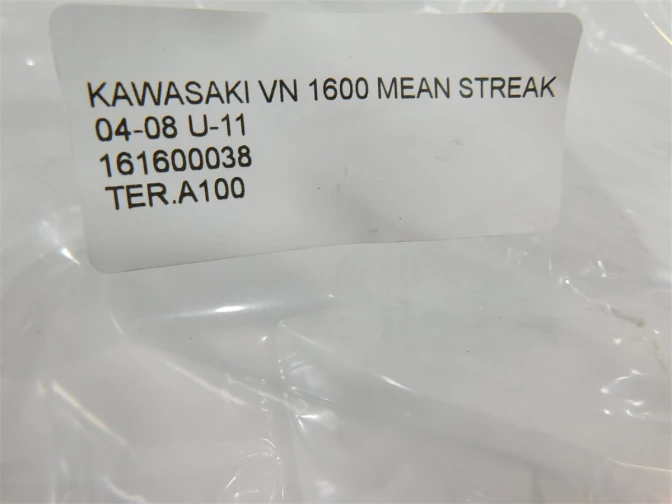 KAWASAKI VN 1600 MEAN STREAK
04-08 U-11
161600038
TER.A100